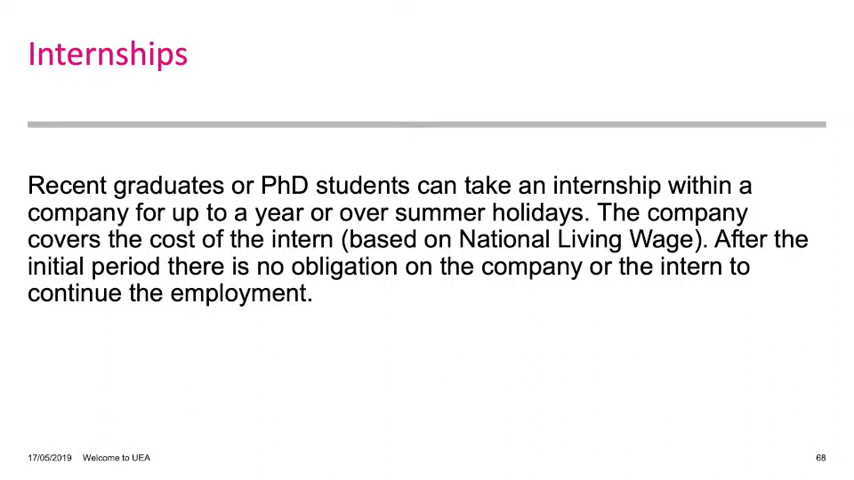 Internships
Recent graduates or PhD students can take an internship within a
company for up to a year or over summer holidays. The company
covers the cost of the intern (based on National Living Wage). After the
initial period there is no obligation on the company or the intern to
continue the employment.
17/05/2019 Welcome to UEA 68